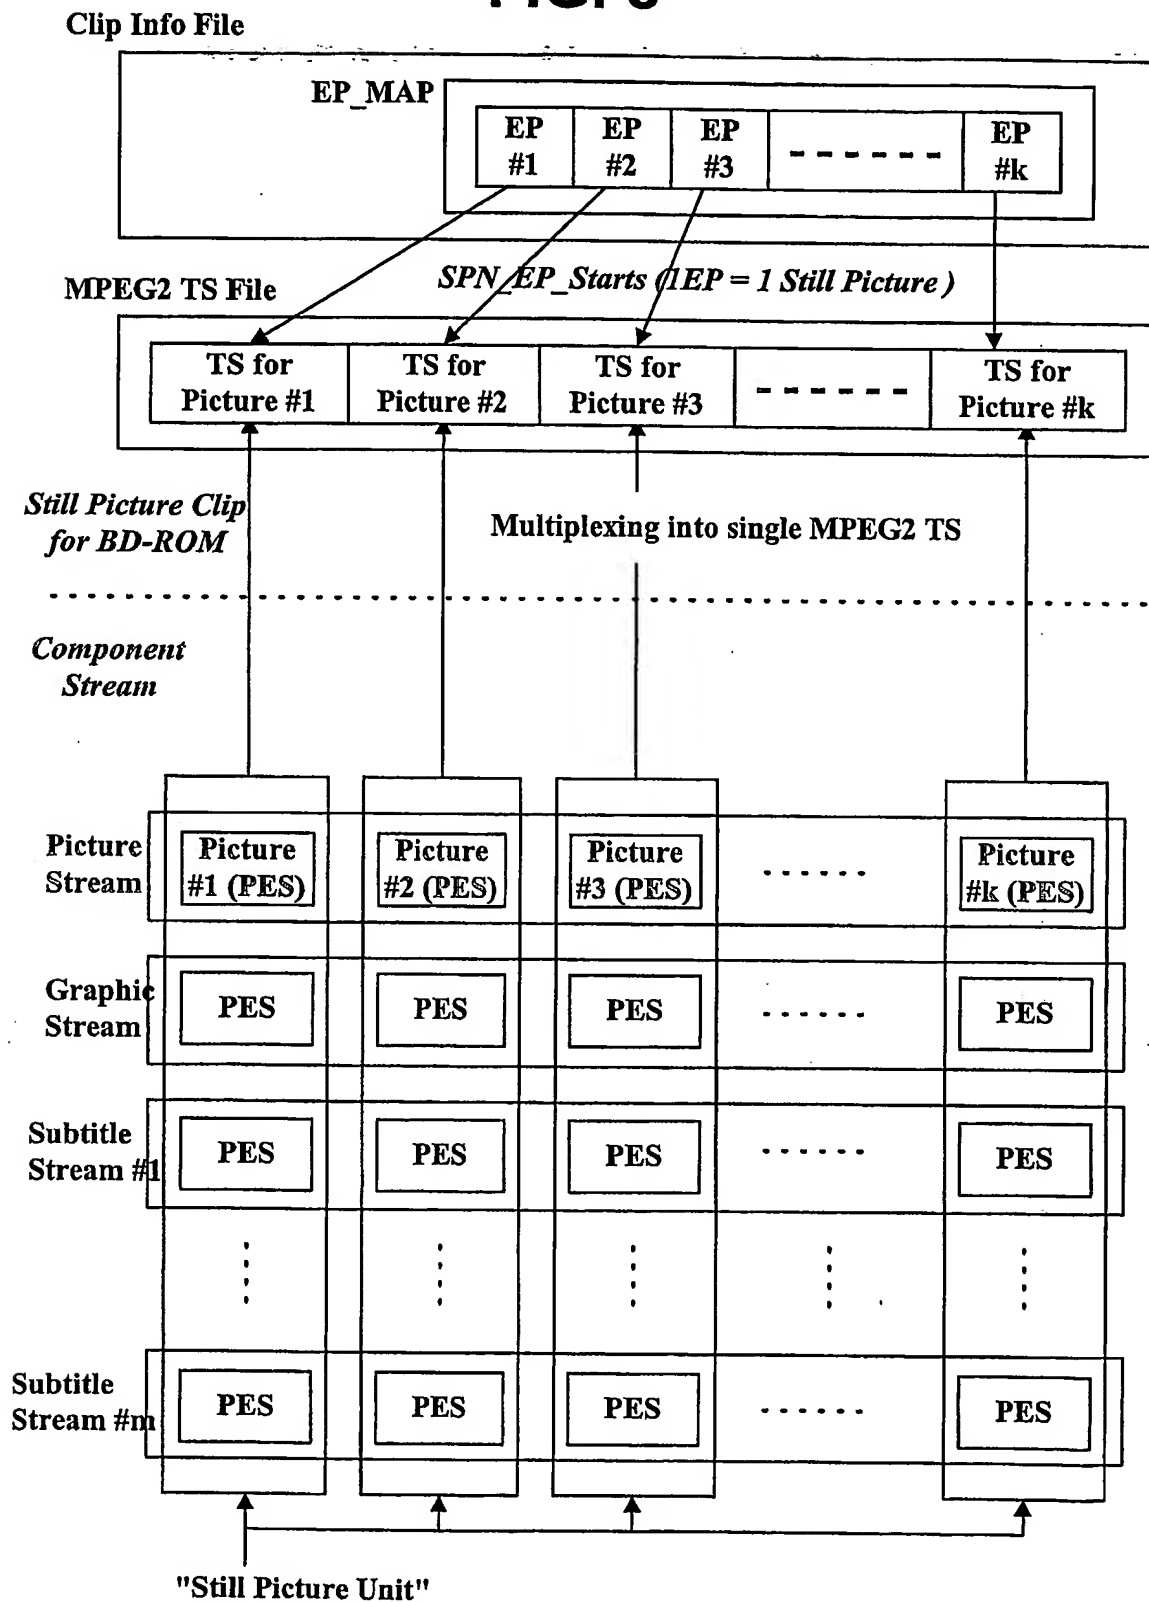 Clip Info File
EP_MAP
EP #1
EP #2
EP #3
EP #k
SPN_EP_Starts (1EP = 1 Still Picture )
MPEG2 TS File
TS for Picture #1
TS for Picture #2
TS for Picture #3
TS for Picture #k
Still Picture Clip
for BD-ROM
Multiplexing into single MPEG2 TS
Component
Stream
Picture
Stream
Picture #1 (PES)
Picture #2 (PES)
Picture #3 (PES)
Picture #k (PES)
Graphic
Stream
PES
PES
PES
PES
Subtitle
Stream #1
PES
PES
PES
PES
Subtitle
Stream #m
PES
PES
PES
PES
"Still Picture Unit"